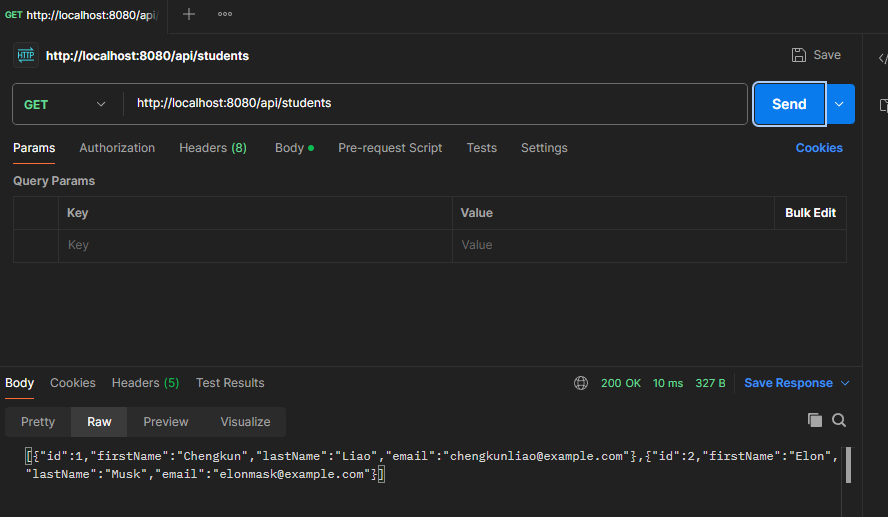 GET http://localhost:8080/api/
HTTP http://localhost:8080/api/students Save
GET http://localhost:8080/api/students Send
Params Authorization Headers (8) Body Pre-request Script Tests Settings Cookies
Query Params
Key Value Bulk Edit
Key Value
Body Cookies Headers (5) Test Results 200 OK 10 ms 327 B Save Response
Pretty Raw Preview Visualize
[{"id":1,"firstName":"Chengkun","lastName":"Liao","email":"chengkunliao@example.com"},{"id":2,"firstName":"Elon",
"lastName":"Musk","email":"elonmask@example.com"}]